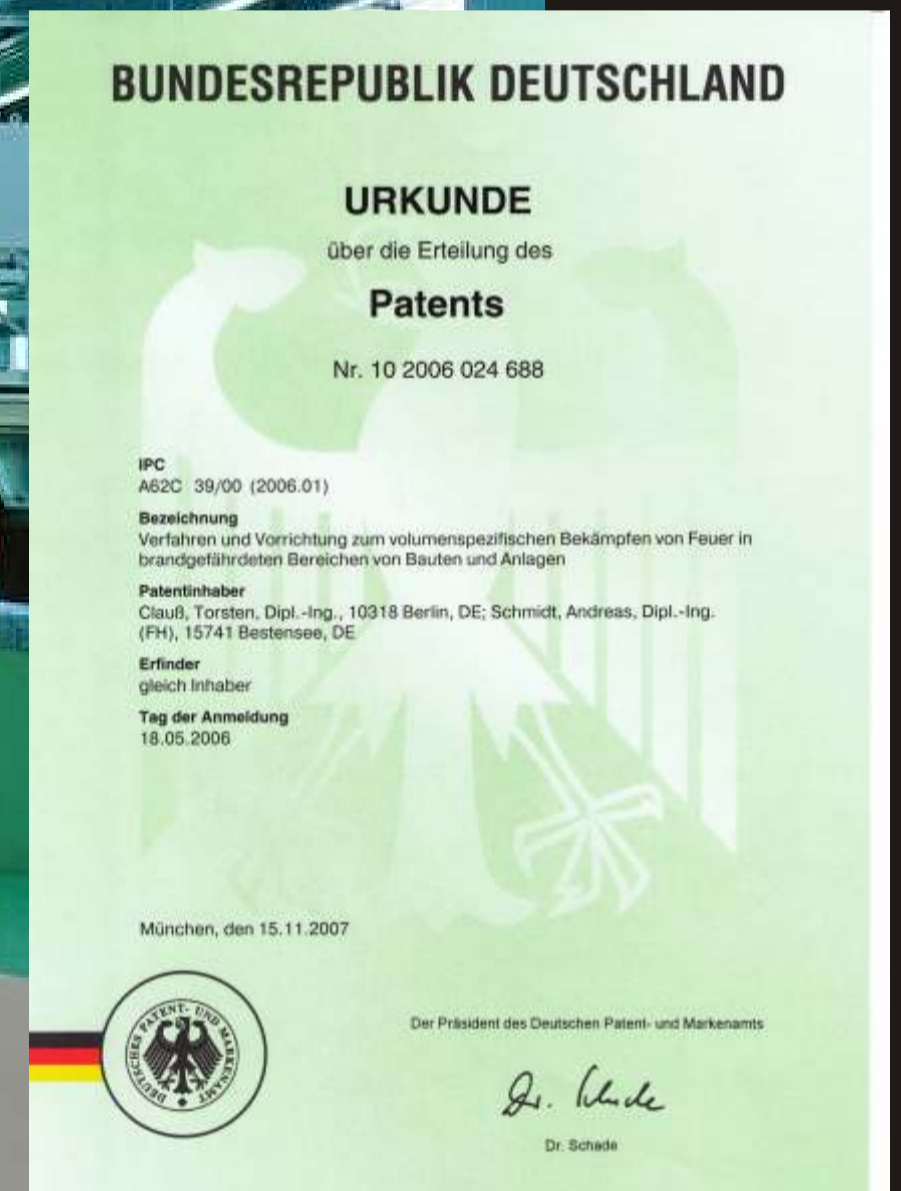 BUNDESREPUBLIK DEUTSCHLAND
URKUNDE
über die Erteilung des
Patents
Nr. 10 2006 024 688
IPC
A62C 39/00 (2006.01)
Bezeichnung
Verfahren und Vorrichtung zum volumenspezifischen Bekämpfen von Feuer in
brandgefährdeten Bereichen von Bauten und Anlagen
Patentinhaber
Clauß, Torsten, Dipl.-Ing., 10318 Berlin, DE; Schmidt, Andreas, Dipl.-Ing.
(FH), 15741 Bestensee, DE
Erfinder
gleich Inhaber
Tag der Anmeldung
18.05.2006
München, den 15.11.2007
DEUTSCHES PATENT- UND MARKENAMT
Der Präsident des Deutschen Patent- und Markenamts
Dr. Schade
Dr. Schade